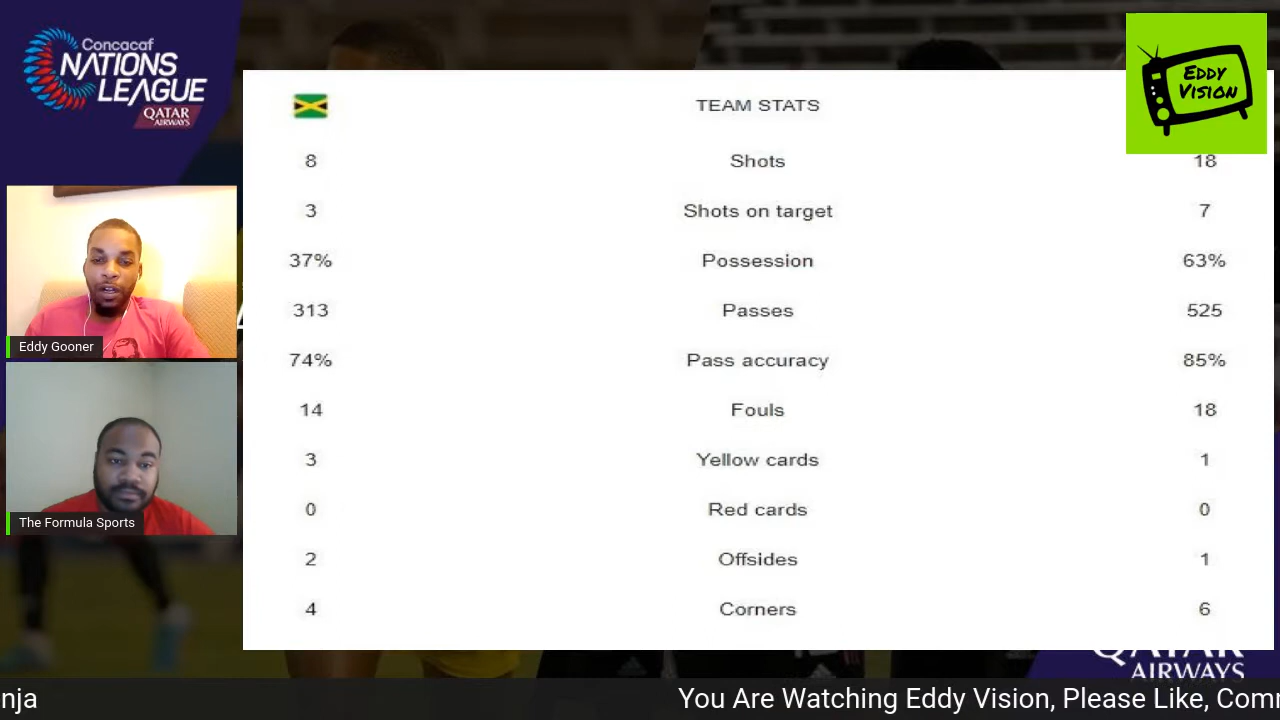 Concacaf
NATIONS
LEAGUE
QATAR
AIRWAYS
EDDY
VISION
TEAM STATS
8 Shots 18
3 Shots on target 7
37% Possession 63%
313 Passes 525
74% Pass accuracy 85%
14 Fouls 18
3 Yellow cards 1
0 Red cards 0
2 Offsides 1
4 Corners 6
Eddy Gooner
The Formula Sports
QATAR
AIRWAYS
nja You Are Watching Eddy Vision, Please Like, Comm